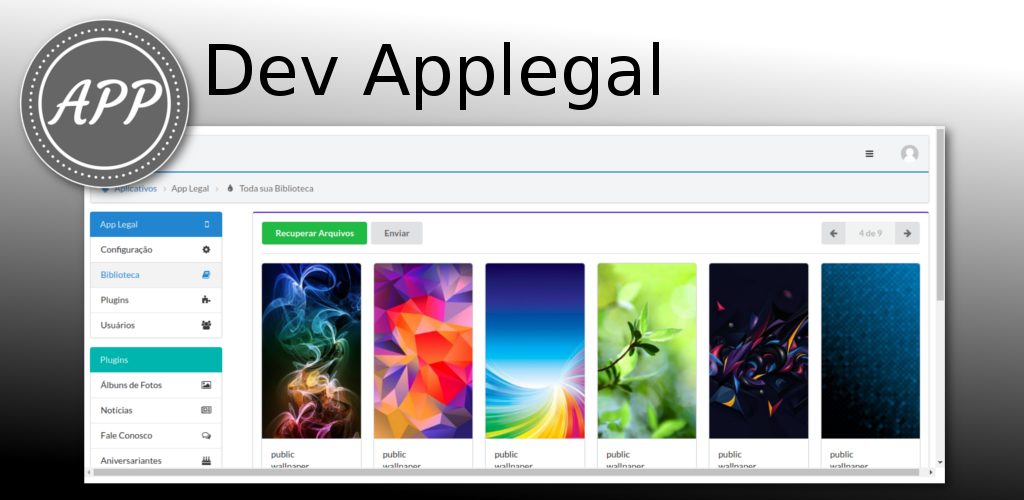 APP
Dev Applegal
Aplicativos › App Legal › Toda sua Biblioteca
App Legal
Configuração
Biblioteca
Plugins
Usuários
Plugins
Álbuns de Fotos
Notícias
Fale Conosco
Aniversariantes
Recuperar Arquivos Enviar 4 de 9
public public public public public public
wallpaper wallpaper wallpaper wallpaper wallpaper wallpaper